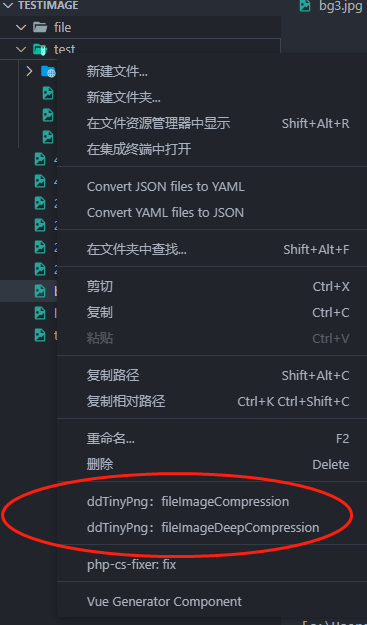 TESTIMAGE
bg3.jpg
file
test
新建文件...
新建文件夹...
在文件资源管理器中显示 Shift+Alt+R
在集成终端中打开
Convert JSON files to YAML
Convert YAML files to JSON
在文件夹中查找... Shift+Alt+F
剪切 Ctrl+X
复制 Ctrl+C
粘贴 Ctrl+V
复制路径 Shift+Alt+C
复制相对路径 Ctrl+K Ctrl+Shift+C
重命名... F2
删除 Delete
ddTinyPng：fileImageCompression
ddTinyPng：fileImageDeepCompression
php-cs-fixer: fix
Vue Generator Component